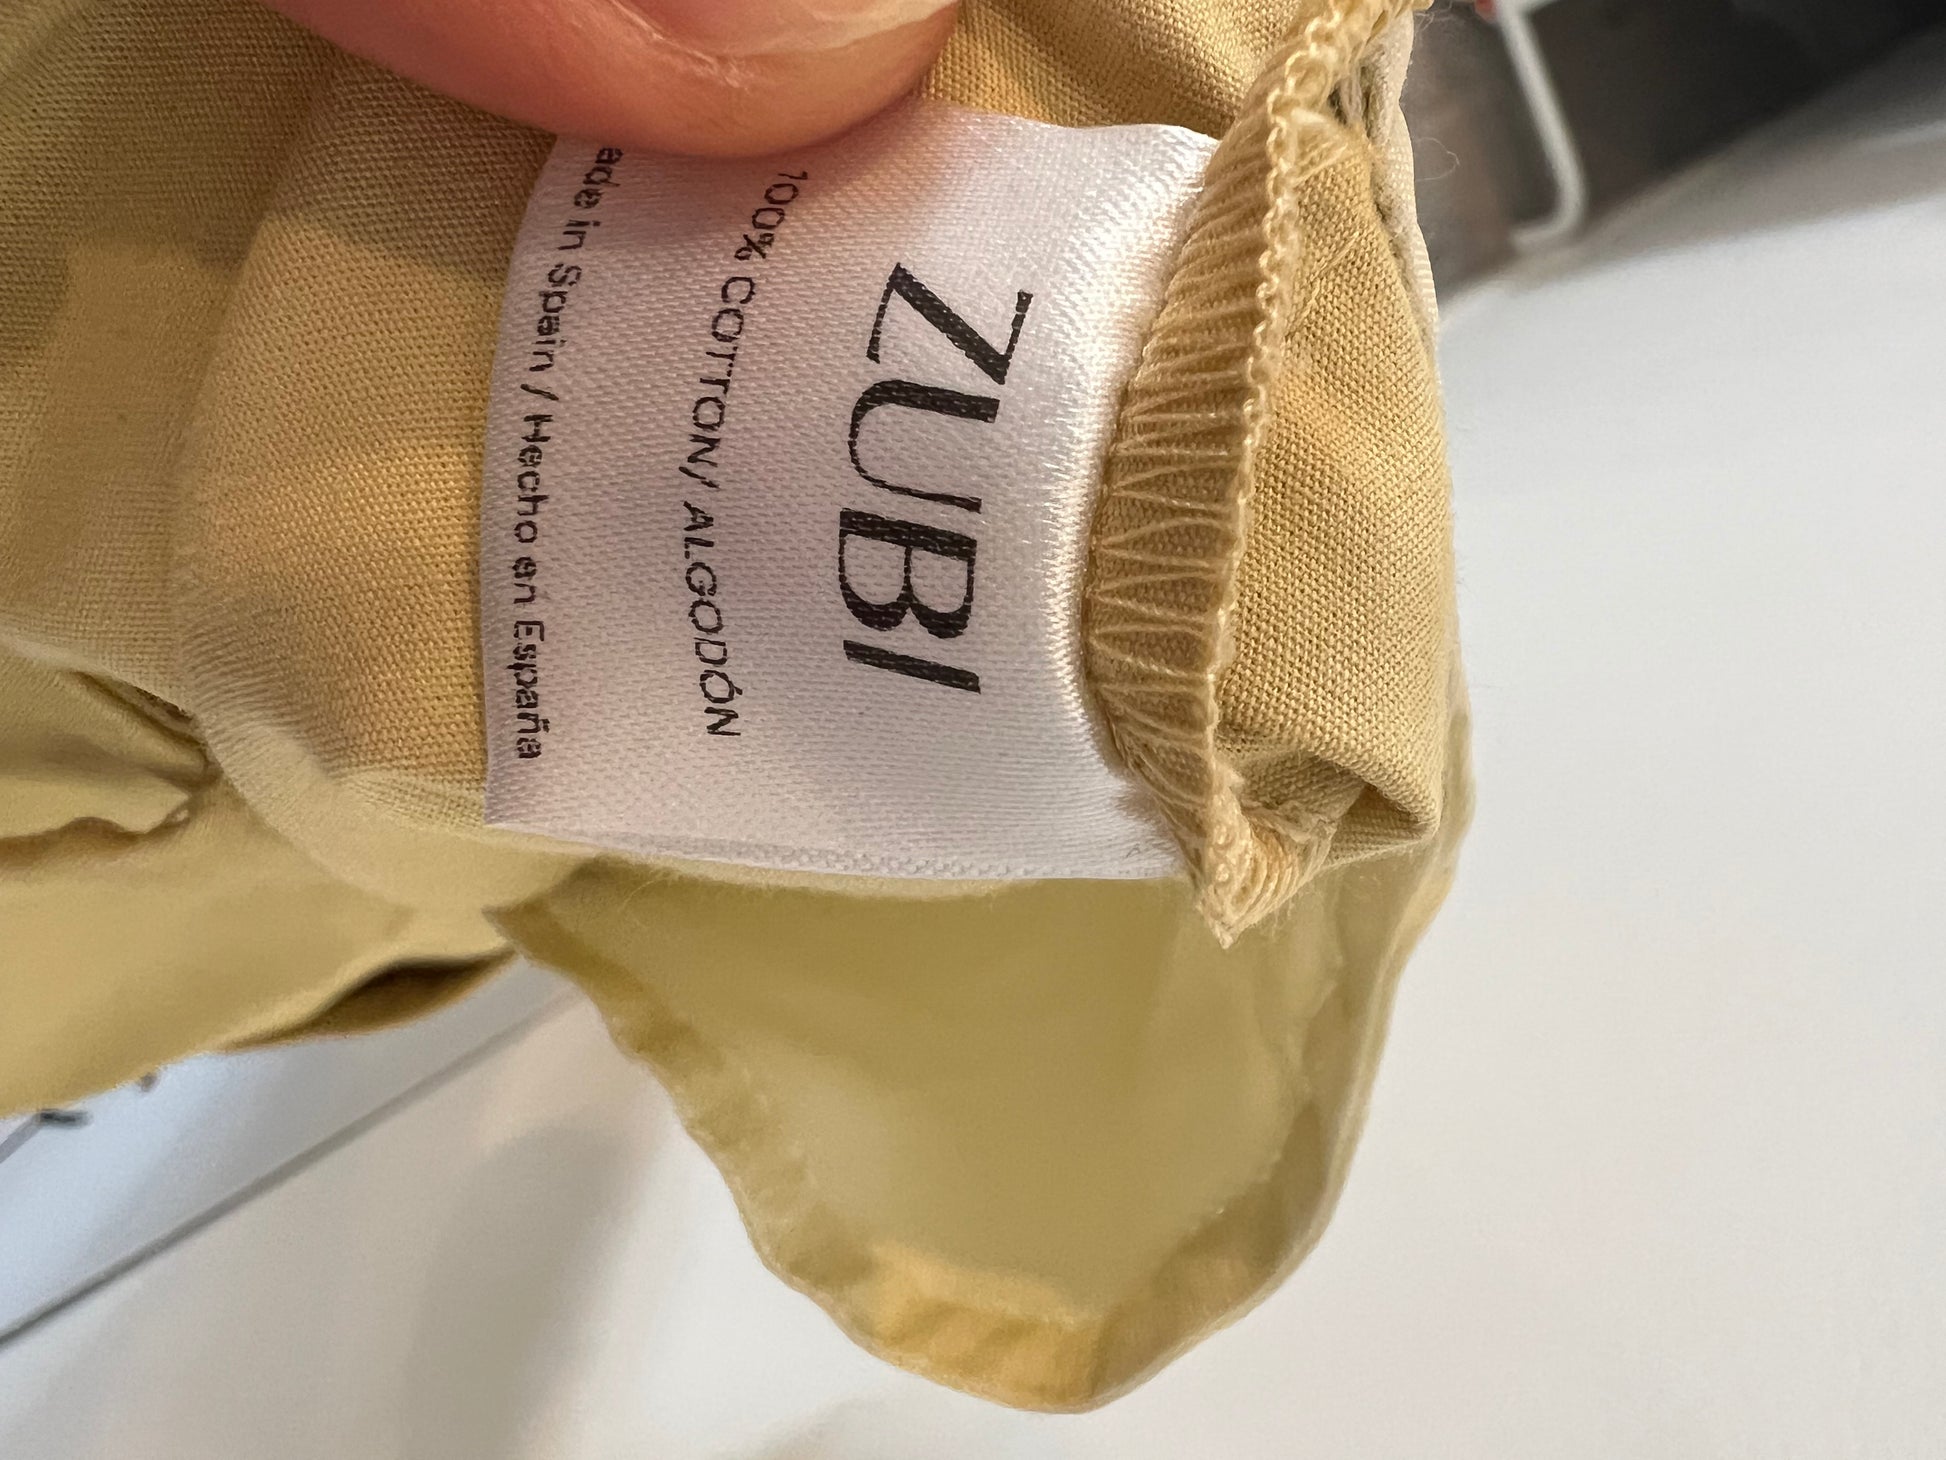 ZUBI
100% COTTON/ ALGODÓN
ade in Spain / Hecho en España